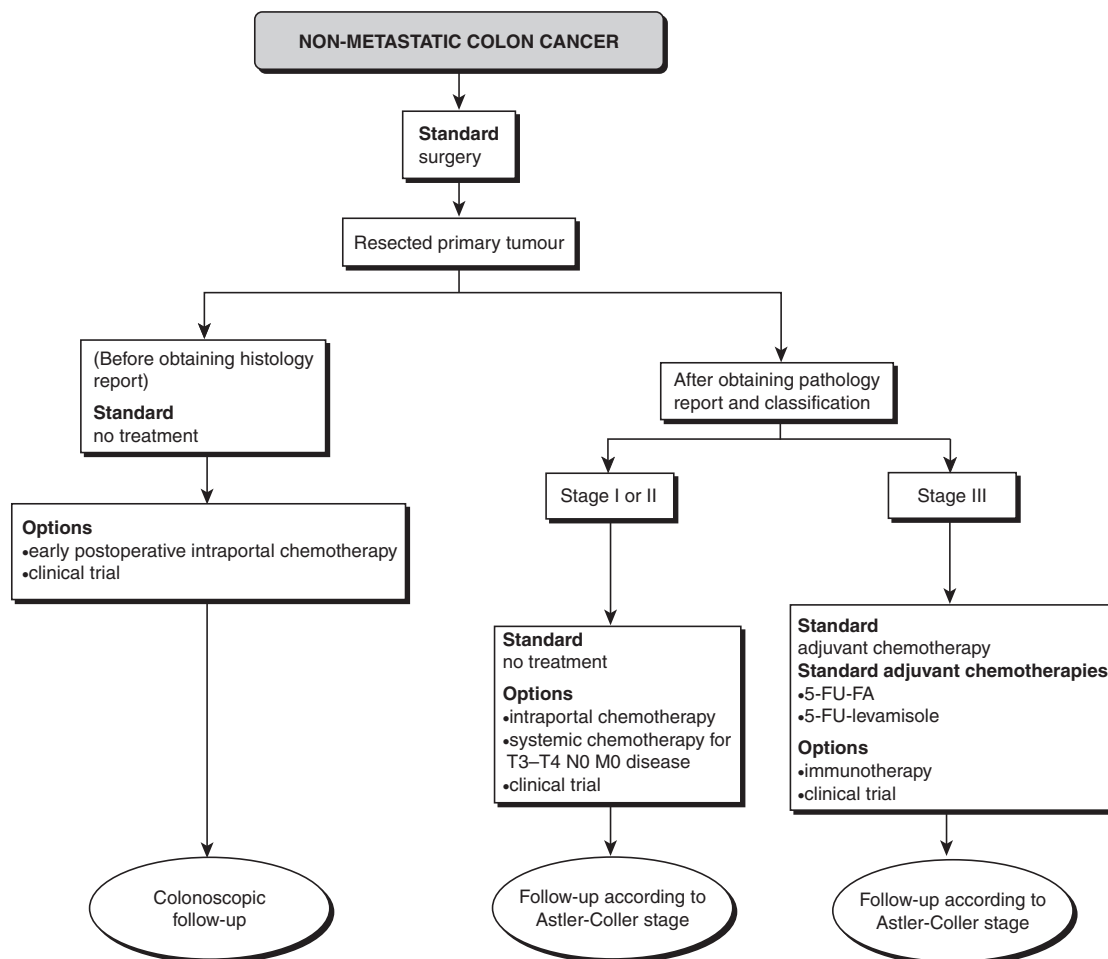 NON-METASTATIC COLON CANCER
Standard
surgery
Resected primary tumour
(Before obtaining histology
report)
Standard
no treatment
Options
•early postoperative intraportal chemotherapy
•clinical trial
Colonoscopic
follow-up
After obtaining pathology
report and classification
Stage I or II
Standard
no treatment
Options
•intraportal chemotherapy
•systemic chemotherapy for
T3–T4 N0 M0 disease
•clinical trial
Follow-up according to
Astler-Coller stage
Stage III
Standard
adjuvant chemotherapy
Standard adjuvant chemotherapies
•5-FU-FA
•5-FU-levamisole
Options
•immunotherapy
•clinical trial
Follow-up according to
Astler-Coller stage